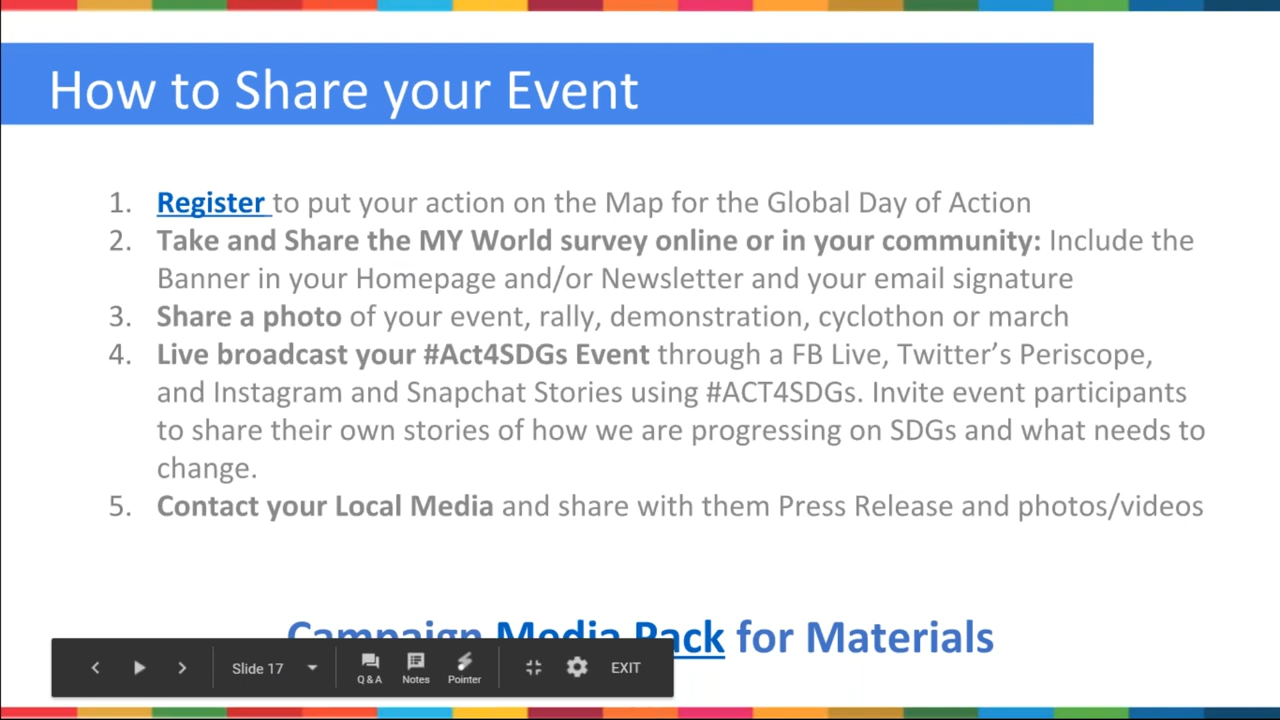 How to Share your Event
1. Register to put your action on the Map for the Global Day of Action
2. Take and Share the MY World survey online or in your community: Include the
Banner in your Homepage and/or Newsletter and your email signature
3. Share a photo of your event, rally, demonstration, cyclothon or march
4. Live broadcast your #Act4SDGs Event through a FB Live, Twitter's Periscope,
and Instagram and Snapchat Stories using #ACT4SDGs. Invite event participants
to share their own stories of how we are progressing on SDGs and what needs to
change.
5. Contact your Local Media and share with them Press Release and photos/videos
Campaign Media Pack for Materials
Slide 17
Q&A
Notes
Pointer
EXIT